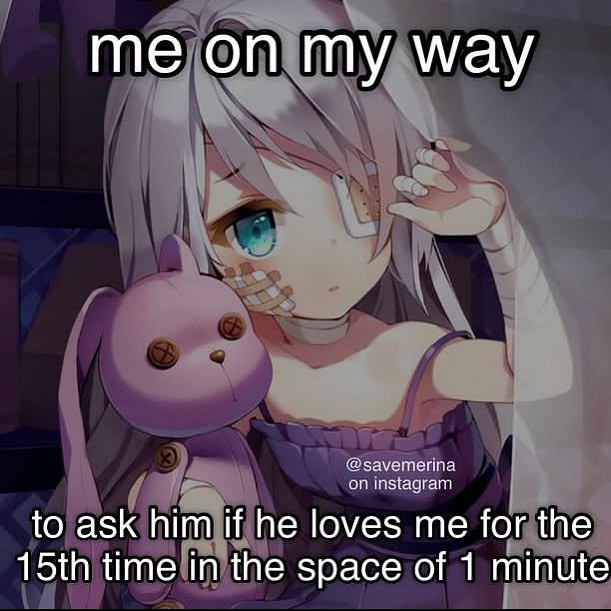 me on my way
@savemerina
on instagram
to ask him if he loves me for the
15th time in the space of 1 minute